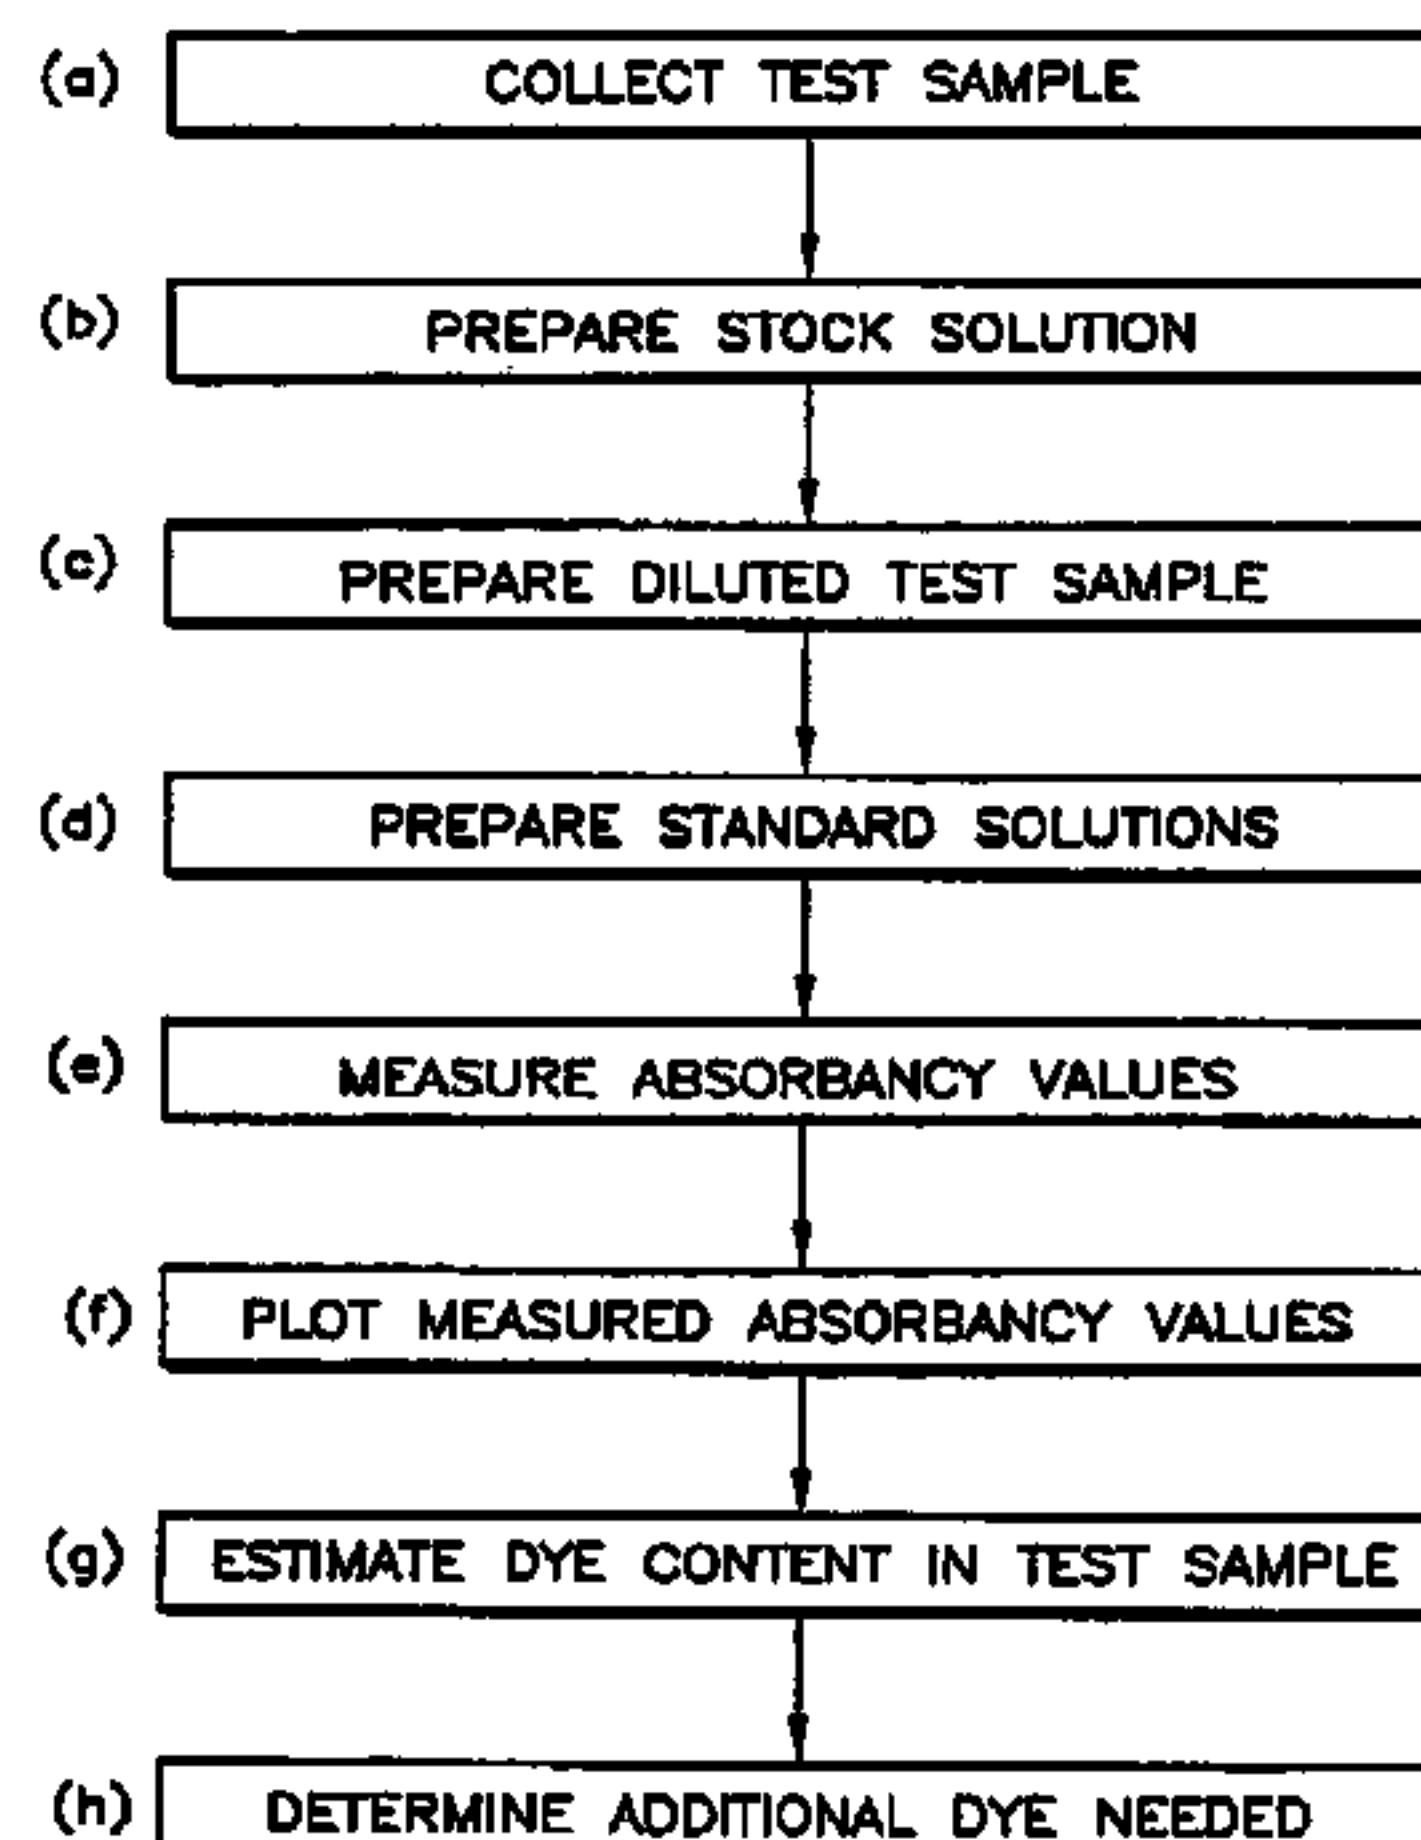 (a) COLLECT TEST SAMPLE
(b) PREPARE STOCK SOLUTION
(c) PREPARE DILUTED TEST SAMPLE
(d) PREPARE STANDARD SOLUTIONS
(e) MEASURE ABSORBANCY VALUES
(f) PLOT MEASURED ABSORBANCY VALUES
(g) ESTIMATE DYE CONTENT IN TEST SAMPLE
(h) DETERMINE ADDITIONAL DYE NEEDED